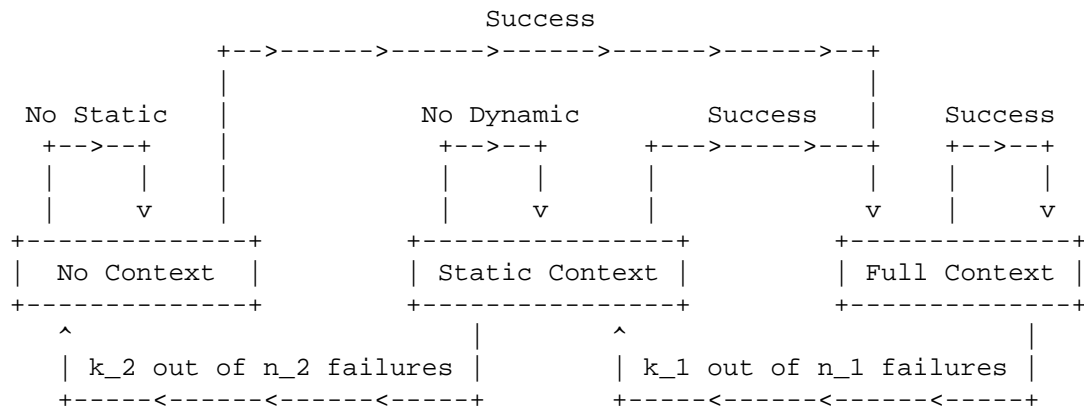 Success
No Static No Dynamic Success Success
No Context Static Context Full Context
k_2 out of n_2 failures k_1 out of n_1 failures